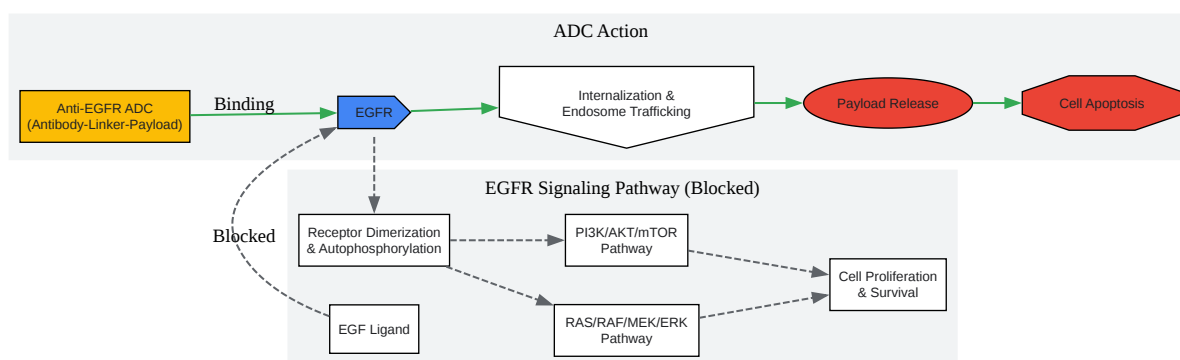 ADC Action
Anti-EGFR ADC
(Antibody-Linker-Payload)
Binding
EGFR
Internalization &
Endosome Trafficking
Payload Release
Cell Apoptosis
EGFR Signaling Pathway (Blocked)
Blocked
Receptor Dimerization
& Autophosphorylation
PI3K/AKT/mTOR
Pathway
Cell Proliferation
& Survival
EGF Ligand
RAS/RAF/MEK/ERK
Pathway